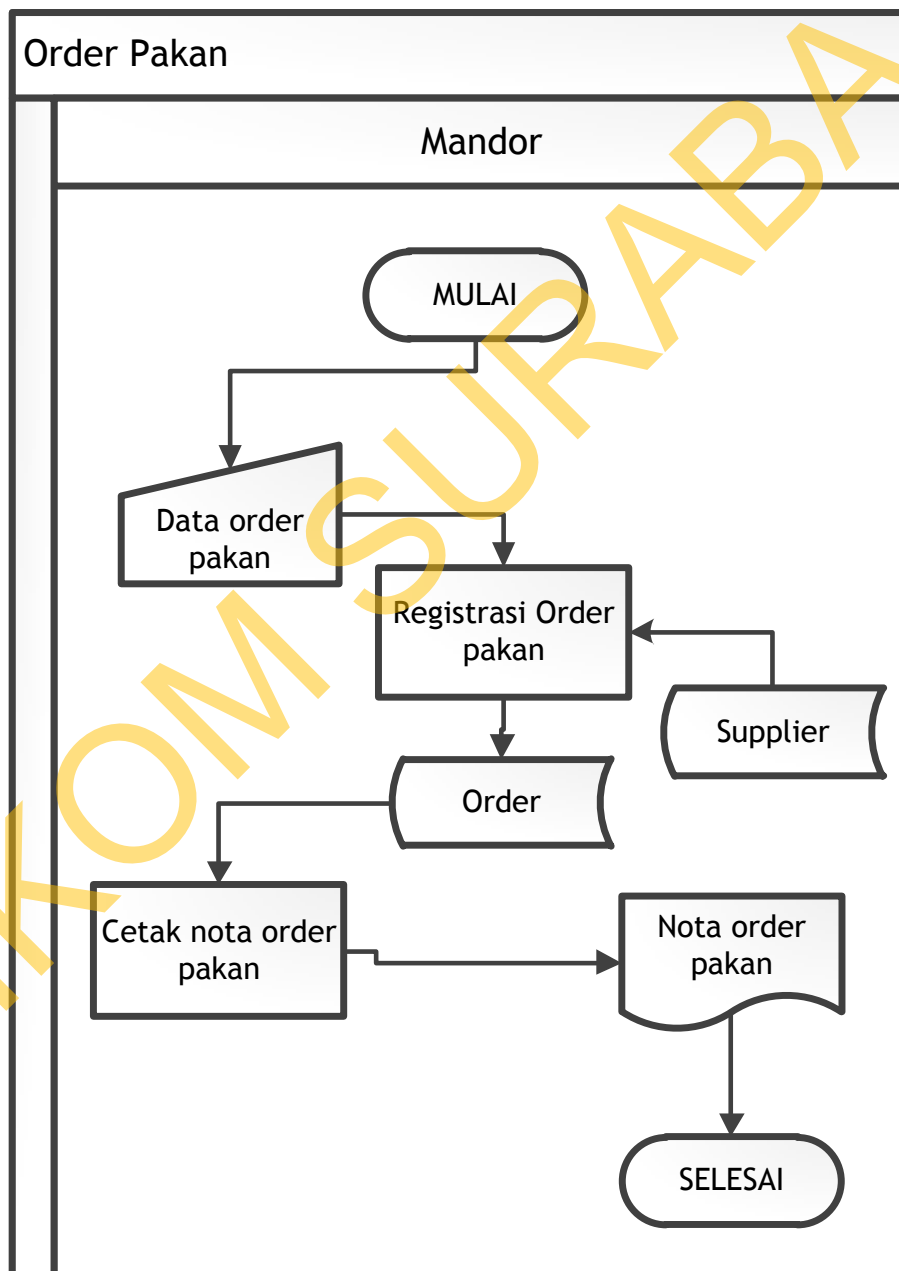 Order Pakan
Mandor
MULAI
Data order
pakan
Registrasi Order
pakan
Supplier
Order
Cetak nota order
pakan
Nota order
pakan
SELESAI
KOM SURABA